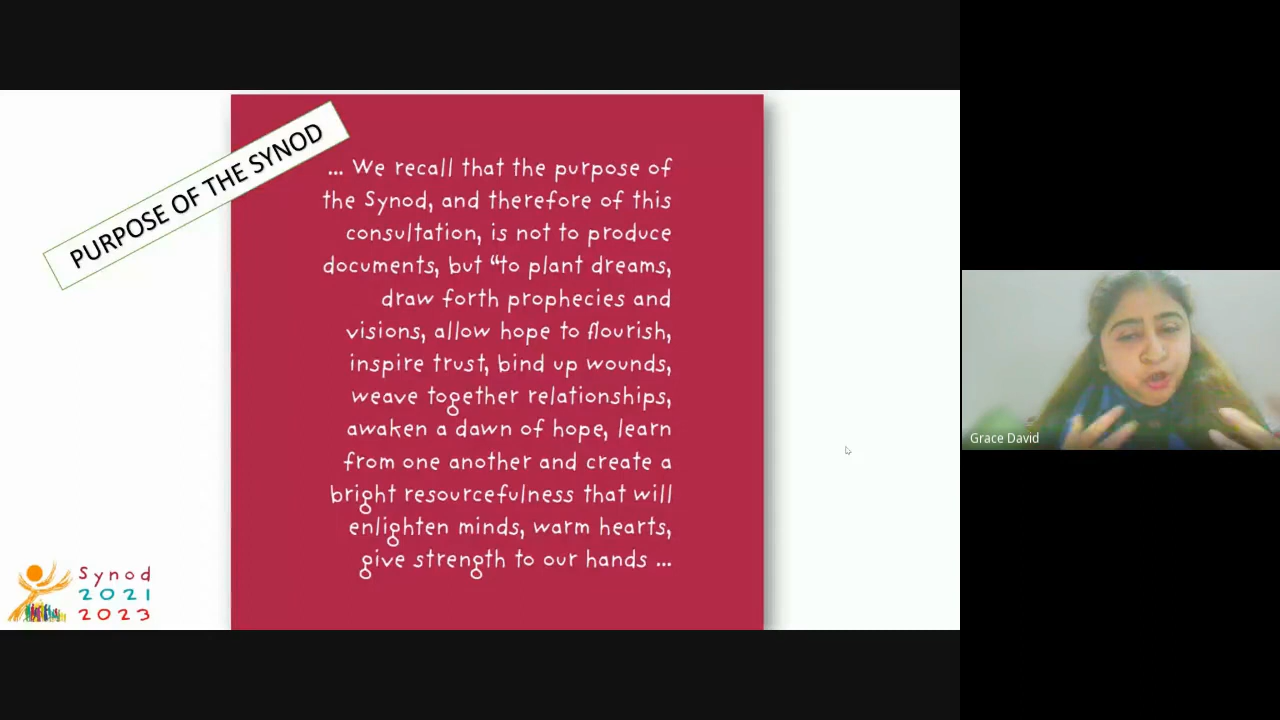 PURPOSE OF THE SYNOD
... We recall that the purpose of
the Synod, and therefore of this
consultation, is not to produce
documents, but “to plant dreams,
draw forth prophecies and
visions, allow hope to flourish,
inspire trust, bind up wounds,
weave together relationships,
awaken a dawn of hope, learn
from one another and create a
bright resourcefulness that will
enlighten minds, warm hearts,
give strength to our hands ...
Synod
2021
2023
Grace David